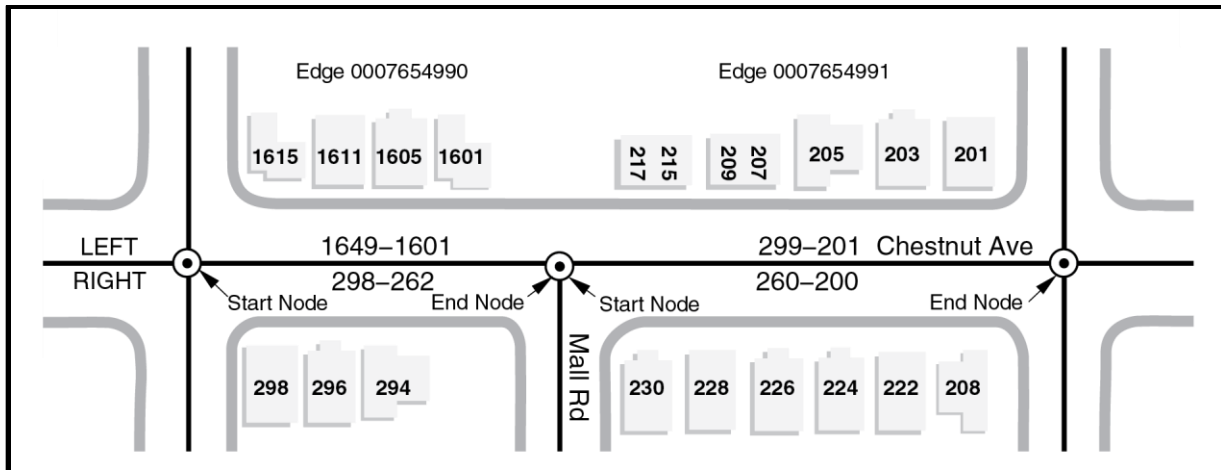 Edge 0007654990
Edge 0007654991
1615 1611 1605 1601
217 215 209 207 205 203 201
LEFT 1649–1601 299–201 Chestnut Ave
RIGHT 298–262 260–200
Start Node End Node Start Node End Node
Mall Rd
298 296 294
230 228 226 224 222 208